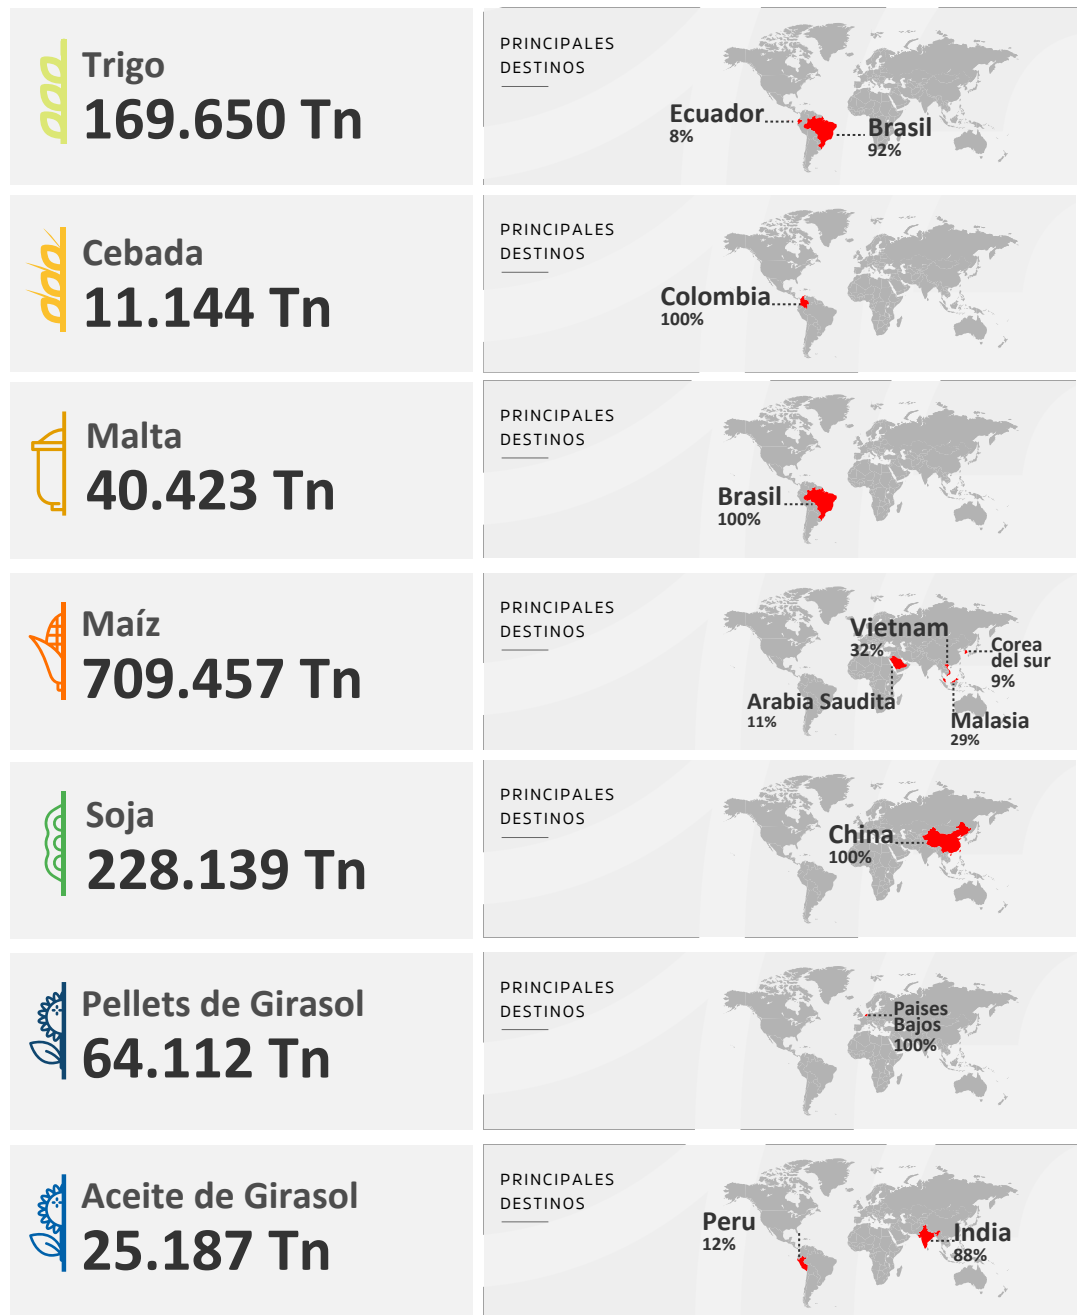 Trigo
169.650 Tn
PRINCIPALES
DESTINOS
Ecuador
8%
Brasil
92%
Cebada
11.144 Tn
PRINCIPALES
DESTINOS
Colombia
100%
Malta
40.423 Tn
PRINCIPALES
DESTINOS
Brasil
100%
Maíz
709.457 Tn
PRINCIPALES
DESTINOS
Vietnam
32%
Corea
del sur
9%
Arabia Saudita
11%
Malasia
29%
Soja
228.139 Tn
PRINCIPALES
DESTINOS
China
100%
Pellets de Girasol
64.112 Tn
PRINCIPALES
DESTINOS
Paises
Bajos
100%
Aceite de Girasol
25.187 Tn
PRINCIPALES
DESTINOS
Peru
12%
India
88%